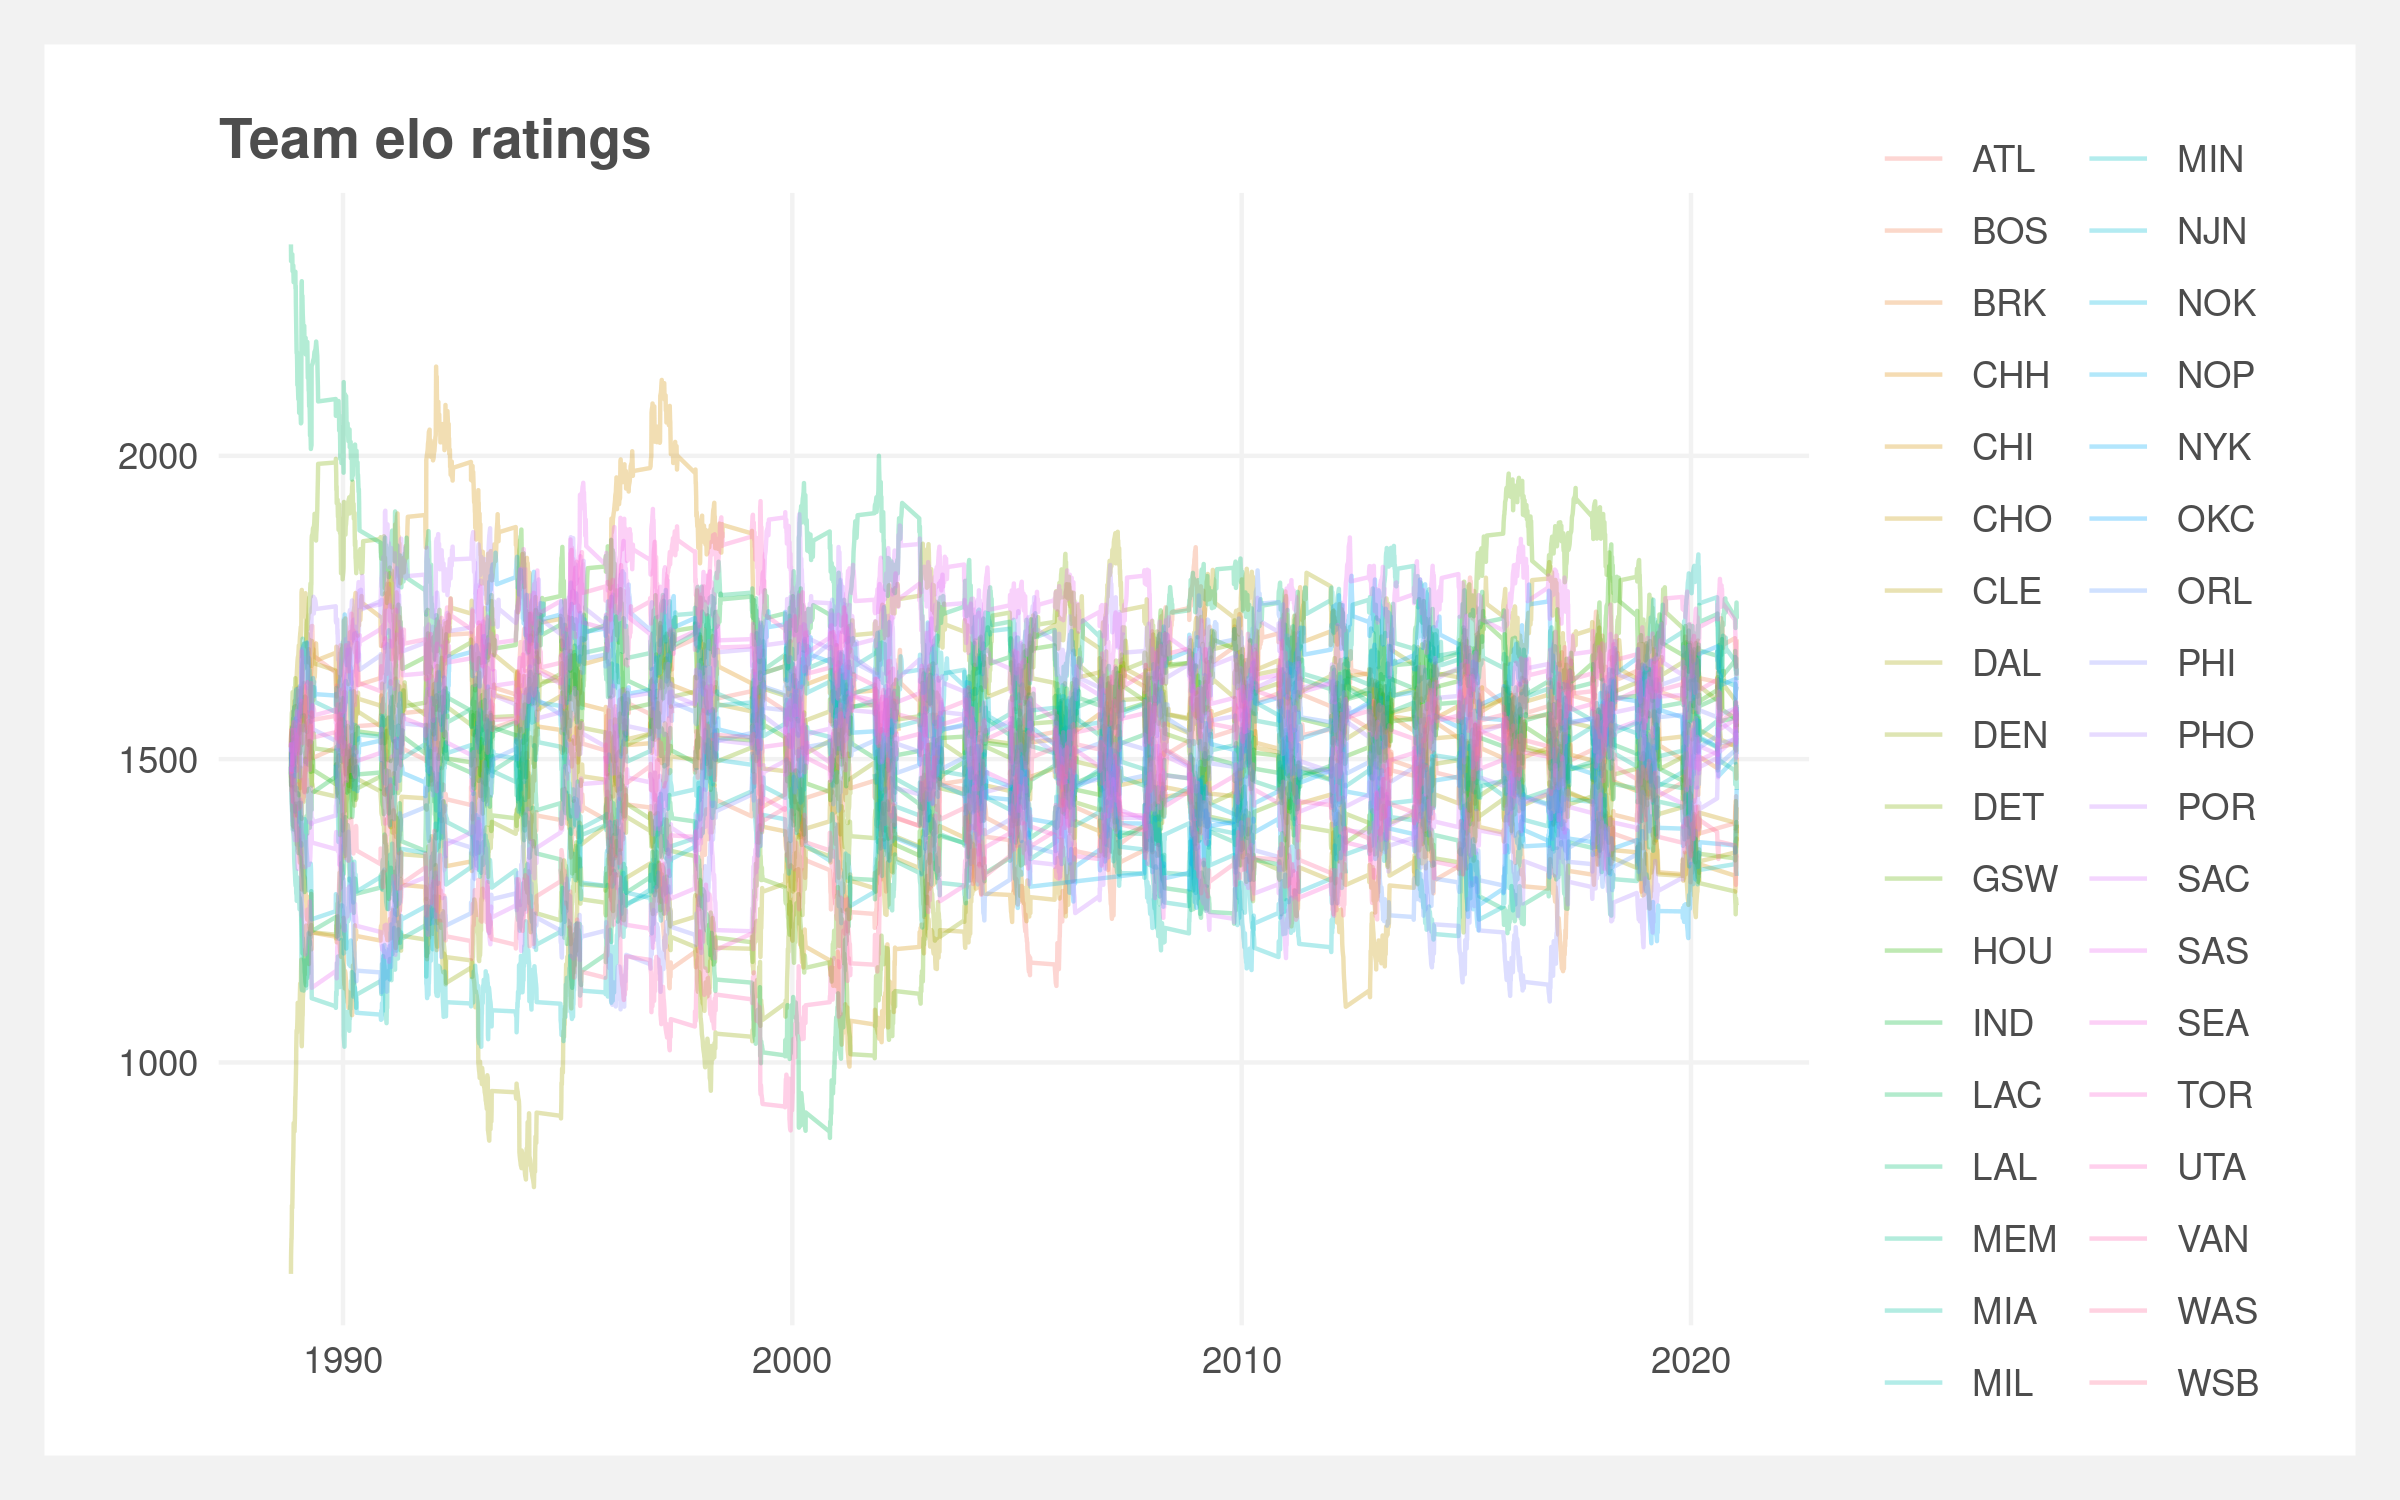 Team elo ratings
2000
1500
1000
1990
2000
2010
2020
ATL
BOS
BRK
CHH
CHI
CHO
CLE
DAL
DEN
DET
GSW
HOU
IND
LAC
LAL
MEM
MIA
MIL
MIN
NJN
NOK
NOP
NYK
OKC
ORL
PHI
PHO
POR
SAC
SAS
SEA
TOR
UTA
VAN
WAS
WSB